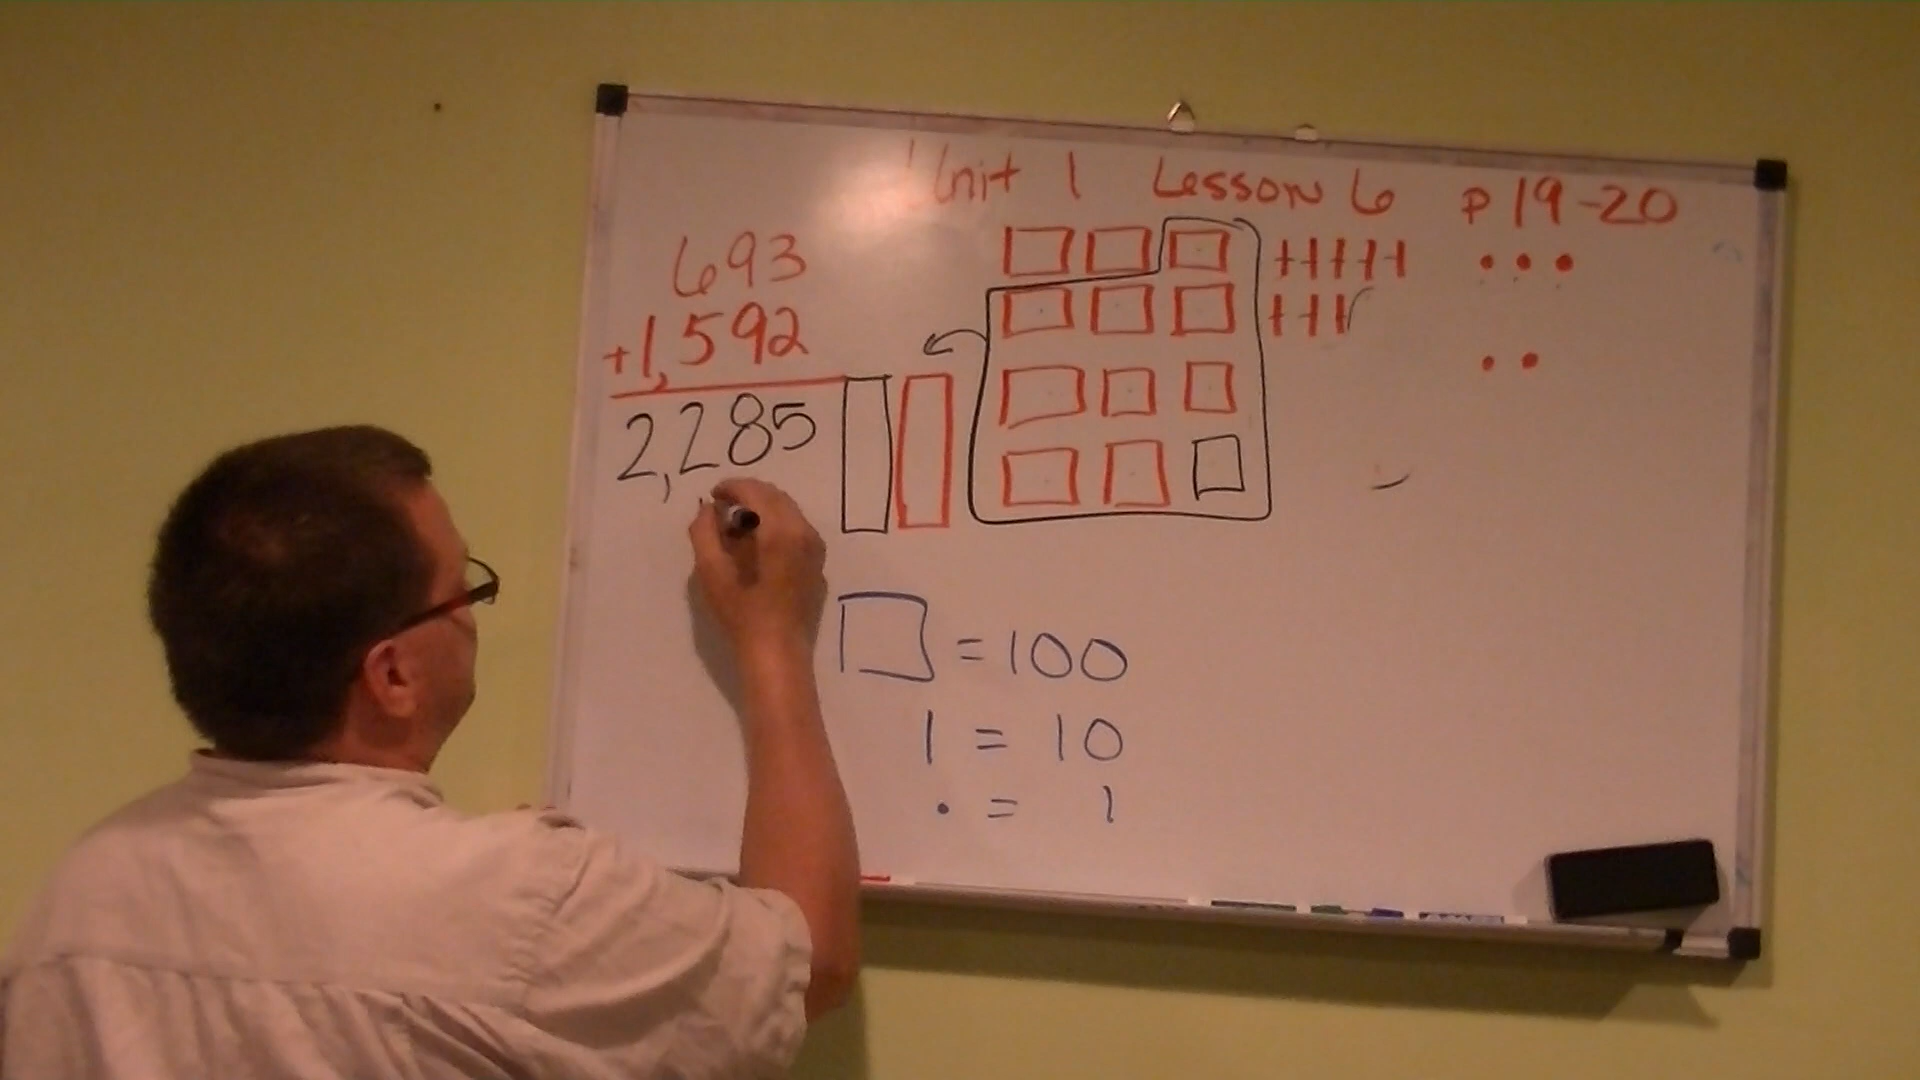 Unit 1 Lesson 6 p 19-20
693
+1,592
2,285
= 100
1 = 10
• = 1